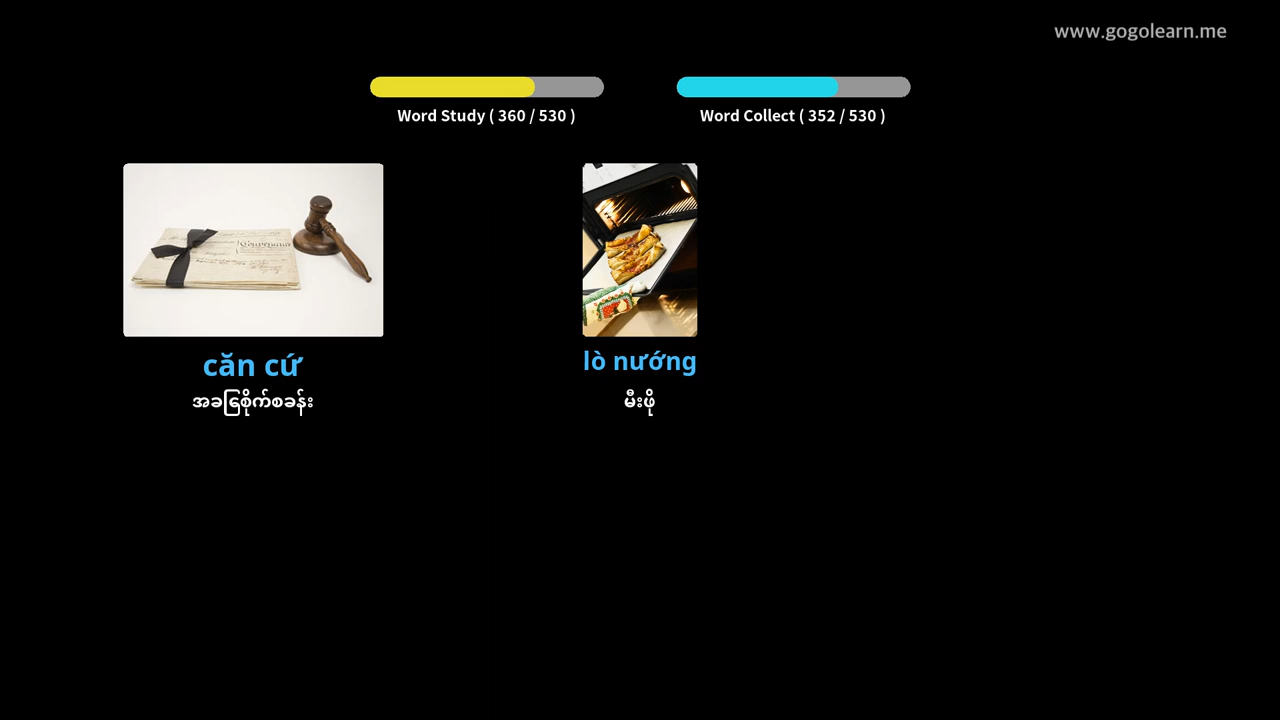 www.gogolearn.me
Word Study ( 360 / 530 )
Word Collect ( 352 / 530 )
căn cứ
အခြေစိုက်စခန်း
lò nướng
မီးဖို